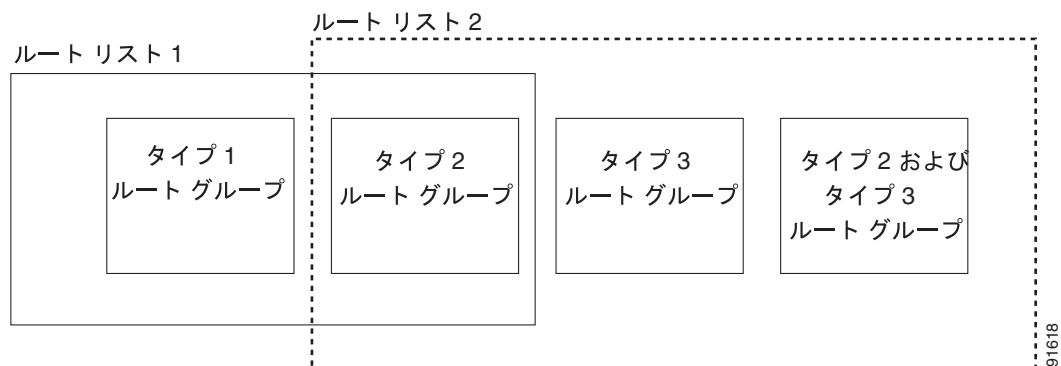 ルート リスト 2
ルート リスト 1
タイプ 1
ルート グループ
タイプ 2
ルート グループ
タイプ 3
ルート グループ
タイプ 2 および
タイプ 3
ルート グループ
91618